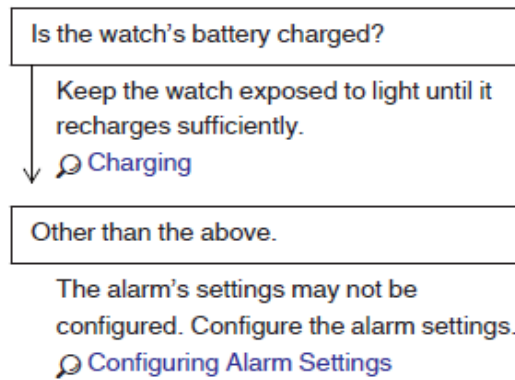 Is the watch's battery charged?
Keep the watch exposed to light until it
recharges sufficiently.
Charging
Other than the above.
The alarm's settings may not be
configured. Configure the alarm settings.
Configuring Alarm Settings